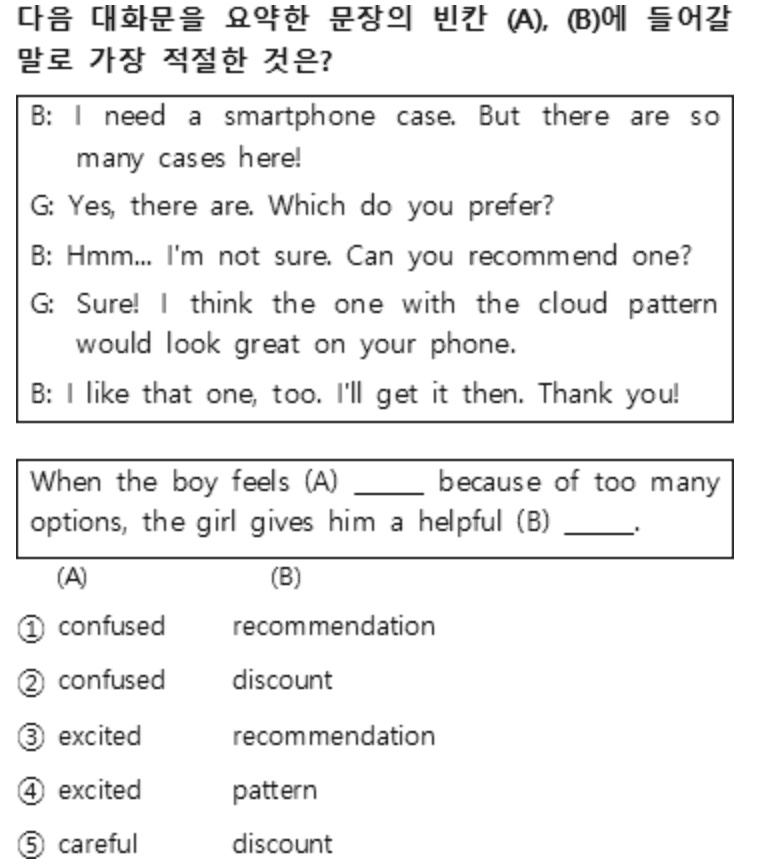 다음 대화문을 요약한 문장의 빈칸 (A), (B)에 들어갈
말로 가장 적절한 것은?
B: I need a smartphone case. But there are so
many cases here!
G: Yes, there are. Which do you prefer?
B: Hmm... I'm not sure. Can you recommend one?
G: Sure! I think the one with the cloud pattern
would look great on your phone.
B: I like that one, too. I'll get it then. Thank you!
When the boy feels (A) _____ because of too many
options, the girl gives him a helpful (B) _____.
(A) (B)
① confused recommendation
② confused discount
③ excited recommendation
④ excited pattern
⑤ careful discount